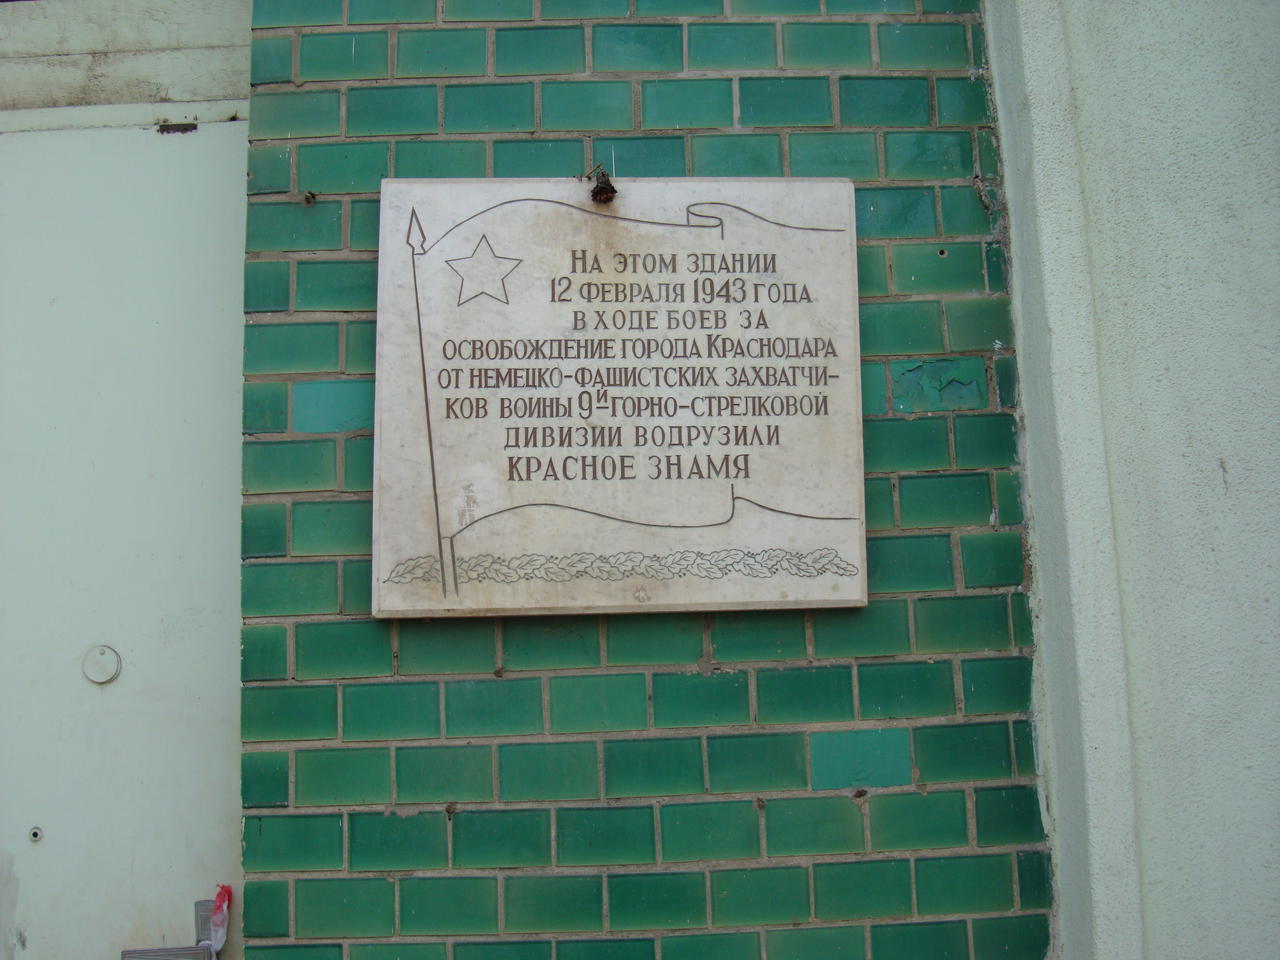 На этом здании
12 февраля 1943 года
в ходе боев за
освобождение города Краснодара
от немецко-фашистских захватчи-
ков воины 9й горно-стрелковой
дивизии водрузили
красное знамя